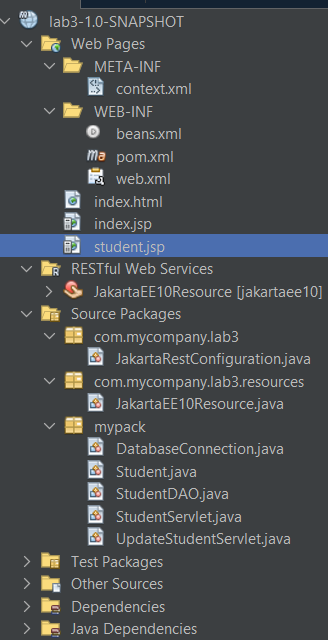 lab3-1.0-SNAPSHOT
Web Pages
META-INF
context.xml
WEB-INF
beans.xml
pom.xml
web.xml
index.html
index.jsp
student.jsp
RESTful Web Services
JakartaEE10Resource [jakartaee10]
Source Packages
com.mycompany.lab3
JakartaRestConfiguration.java
com.mycompany.lab3.resources
JakartaEE10Resource.java
mypack
DatabaseConnection.java
Student.java
StudentDAO.java
StudentServlet.java
UpdateStudentServlet.java
Test Packages
Other Sources
Dependencies
Java Dependencies